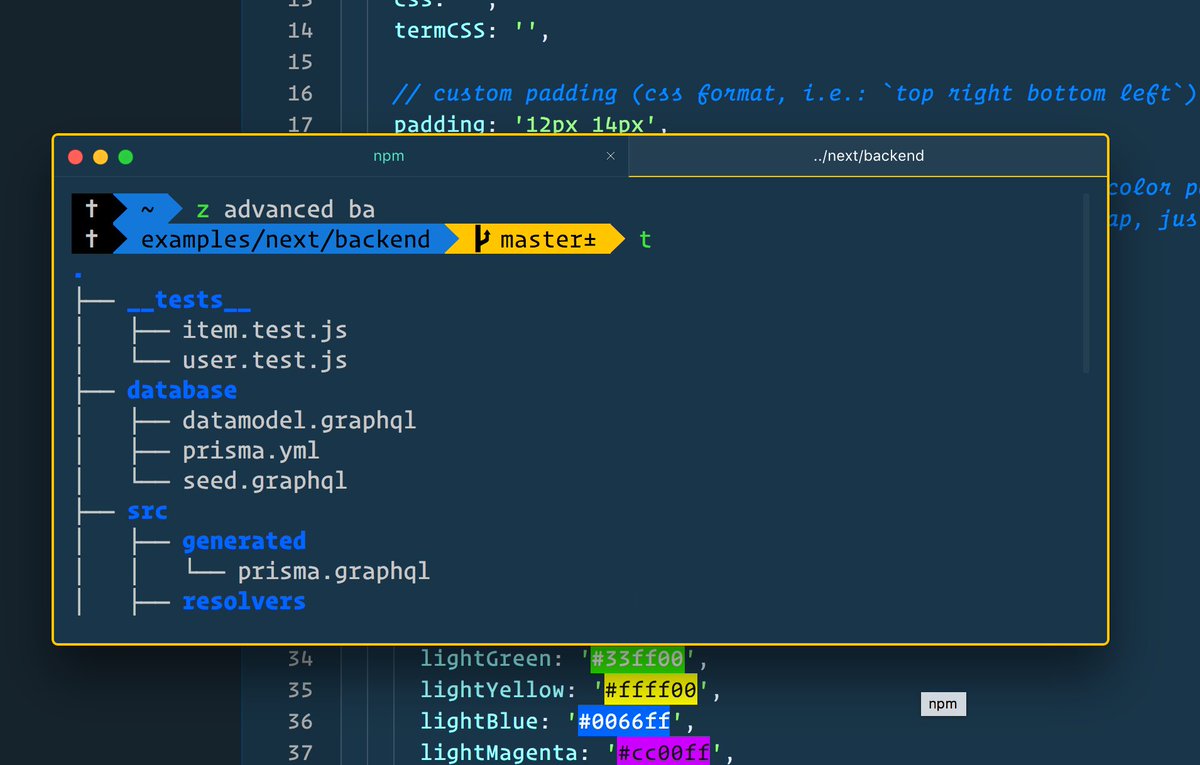 13 css: '',
14 termCSS: '',
15
16 // custom padding (css format, i.e.: `top right bottom left`)
17 padding: '12px 14px',
npm × ../next/backend
† ~ z advanced ba
† examples/next/backend master± t
.
├── __tests__
│   ├── item.test.js
│   └── user.test.js
├── database
│   ├── datamodel.graphql
│   ├── prisma.yml
│   └── seed.graphql
├── src
│   ├── generated
│   │   └── prisma.graphql
│   ├── resolvers
color
jus
34 lightGreen: '#33ff00',
35 lightYellow: '#ffff00',
36 lightBlue: '#0066ff',
npm
37 lightMagenta: '#cc00ff',